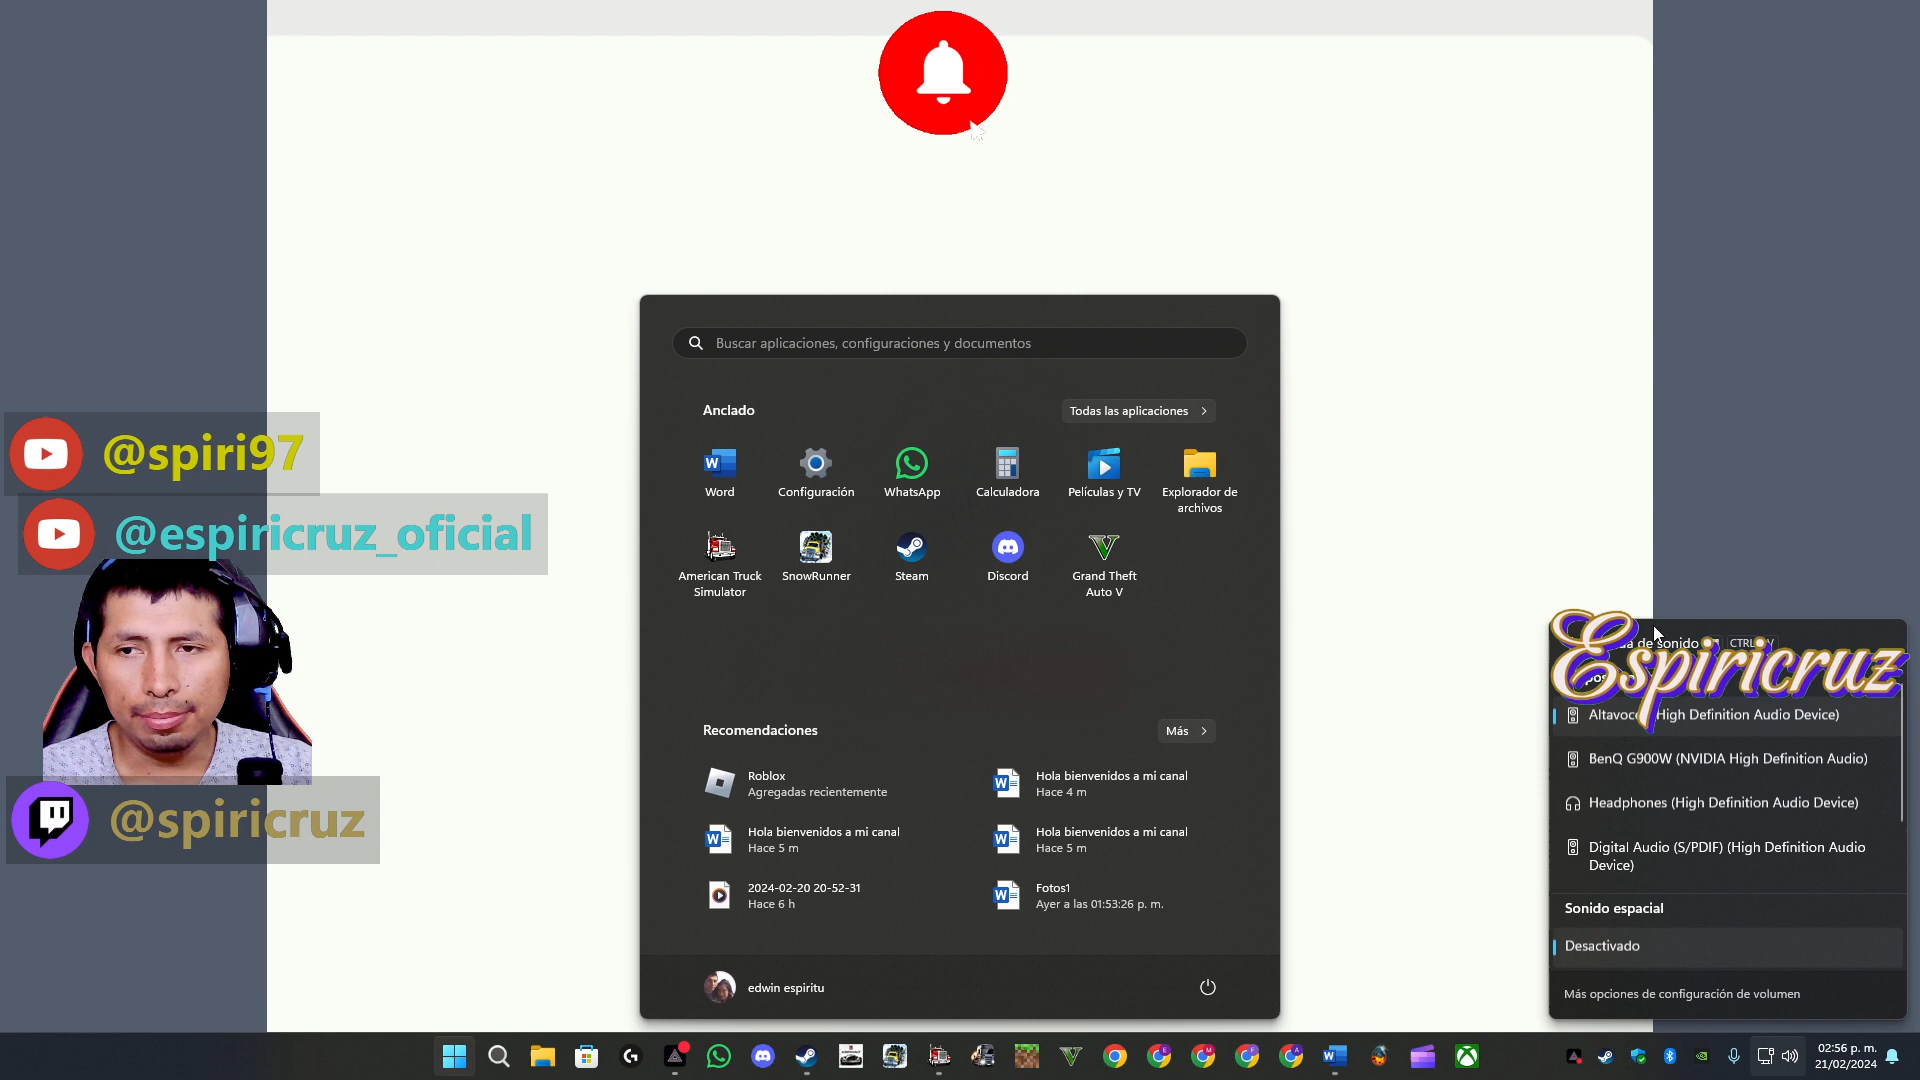 Buscar aplicaciones, configuraciones y documentos
Anclado
Todas las aplicaciones
Word
Configuración
WhatsApp
Calculadora
Películas y TV
Explorador de
archivos
American Truck
Simulator
SnowRunner
Steam
Discord
Grand Theft
Auto V
Recomendaciones
Más
Roblox
Agregadas recientemente
Hola bienvenidos a mi canal
Hace 4 m
Hola bienvenidos a mi canal
Hace 5 m
Hola bienvenidos a mi canal
Hace 5 m
2024-02-20 20-52-31
Hace 6 h
Fotos1
Ayer a las 01:53:26 p. m.
edwin espiritu
@spiri97
@espiricruz_oficial
@spiricruz
de sonido
Espiricruz
(High Definition Audio Device)
BenQ G900W (NVIDIA High Definition Audio)
Headphones (High Definition Audio Device)
Digital Audio (S/PDIF) (High Definition Audio
Device)
Sonido espacial
Desactivado
Más opciones de configuración de volumen
02:56 p. m.
21/02/2024